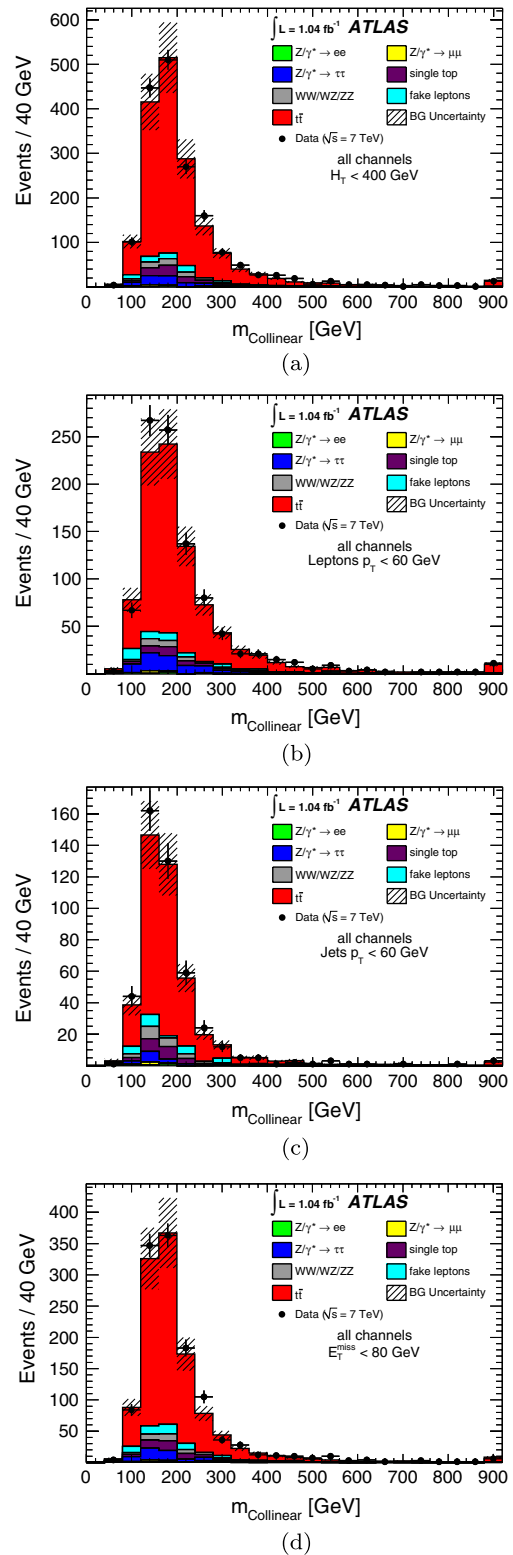 ∫L = 1.04 fb⁻¹ ATLAS
Z/γ* → ee Z/γ* → μμ
Z/γ* → ττ single top
WW/WZ/ZZ fake leptons
tt̄ BG Uncertainty
Data (√s = 7 TeV)
all channels
H_T < 400 GeV
Events / 40 GeV
600
500
400
300
200
100
0 100 200 300 400 500 600 700 800 900
m_Collinear [GeV]
(a)
∫L = 1.04 fb⁻¹ ATLAS
Z/γ* → ee Z/γ* → μμ
Z/γ* → ττ single top
WW/WZ/ZZ fake leptons
tt̄ BG Uncertainty
Data (√s = 7 TeV)
all channels
Leptons p_T < 60 GeV
Events / 40 GeV
250
200
150
100
50
0 100 200 300 400 500 600 700 800 900
m_Collinear [GeV]
(b)
∫L = 1.04 fb⁻¹ ATLAS
Z/γ* → ee Z/γ* → μμ
Z/γ* → ττ single top
WW/WZ/ZZ fake leptons
tt̄ BG Uncertainty
Data (√s = 7 TeV)
all channels
Jets p_T < 60 GeV
Events / 40 GeV
160
140
120
100
80
60
40
20
0 100 200 300 400 500 600 700 800 900
m_Collinear [GeV]
(c)
∫L = 1.04 fb⁻¹ ATLAS
Z/γ* → ee Z/γ* → μμ
Z/γ* → ττ single top
WW/WZ/ZZ fake leptons
tt̄ BG Uncertainty
Data (√s = 7 TeV)
all channels
E_T^miss < 80 GeV
Events / 40 GeV
400
350
300
250
200
150
100
50
0 100 200 300 400 500 600 700 800 900
m_Collinear [GeV]
(d)